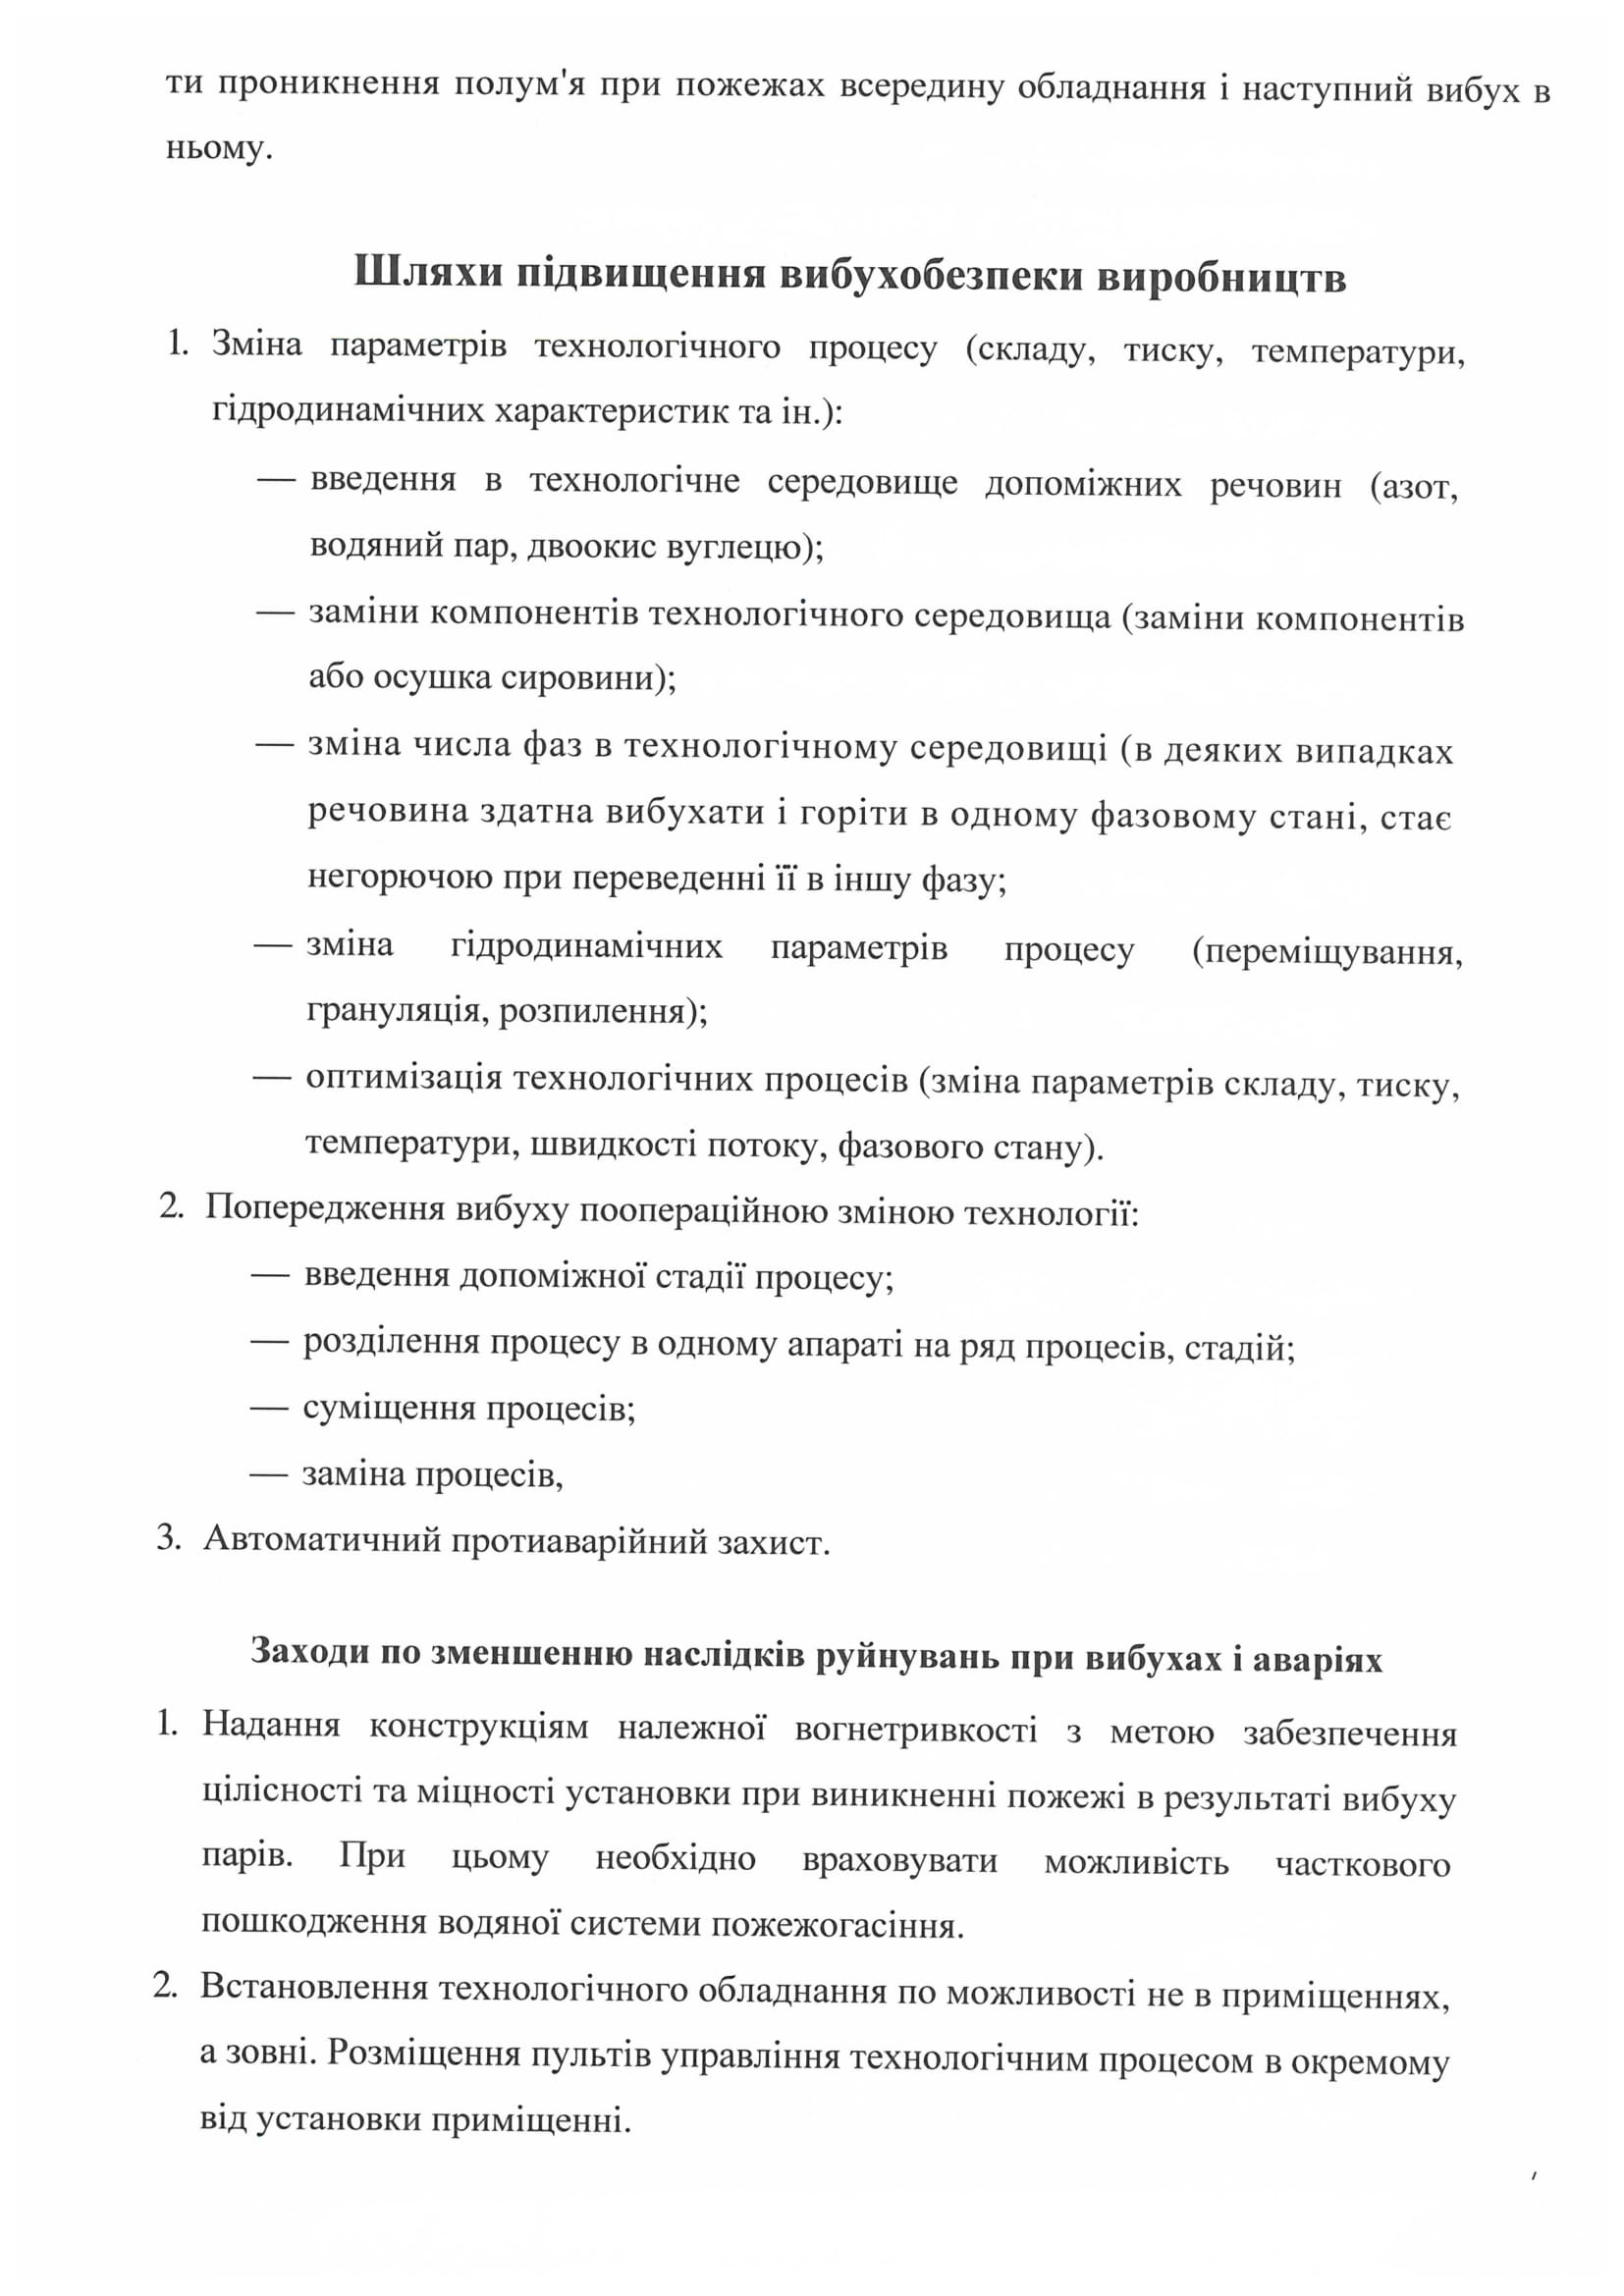 ти проникнення полум'я при пожежах всередину обладнання і наступний вибух в
ньому.
Шляхи підвищення вибухобезпеки виробництв
1. Зміна параметрів технологічного процесу (складу, тиску, температури,
гідродинамічних характеристик та ін.):
— введення в технологічне середовище допоміжних речовин (азот,
водяний пар, двоокис вуглецю);
— заміни компонентів технологічного середовища (заміни компонентів
або осушка сировини);
— зміна числа фаз в технологічному середовищі (в деяких випадках
речовина здатна вибухати і горіти в одному фазовому стані, стає
негорючою при переведенні її в іншу фазу;
— зміна гідродинамічних параметрів процесу (переміщування,
грануляція, розпилення);
— оптимізація технологічних процесів (зміна параметрів складу, тиску,
температури, швидкості потоку, фазового стану).
2. Попередження вибуху поопераційною зміною технології:
— введення допоміжної стадії процесу;
— розділення процесу в одному апараті на ряд процесів, стадій;
— суміщення процесів;
— заміна процесів,
3. Автоматичний протиаварійний захист.
Заходи по зменшенню наслідків руйнувань при вибухах і аваріях
1. Надання конструкціям належної вогнетривкості з метою забезпечення
цілісності та міцності установки при виникненні пожежі в результаті вибуху
парів. При цьому необхідно враховувати можливість часткового
пошкодження водяної системи пожежогасіння.
2. Встановлення технологічного обладнання по можливості не в приміщеннях,
а зовні. Розміщення пультів управління технологічним процесом в окремому
від установки приміщенні.